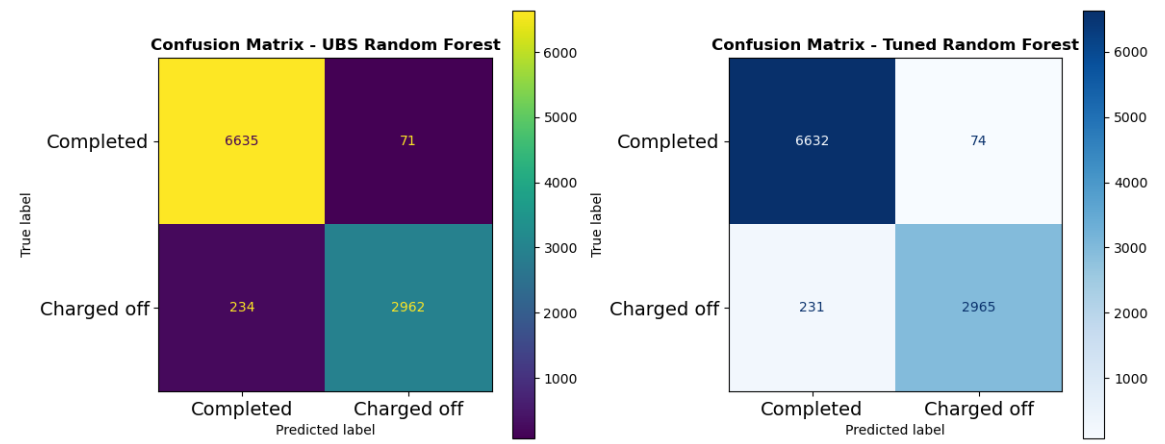 Confusion Matrix - UBS Random Forest
Completed
Charged off
True label
6635
71
234
2962
Completed
Charged off
Predicted label
6000
5000
4000
3000
2000
1000
Confusion Matrix - Tuned Random Forest
Completed
Charged off
True label
6632
74
231
2965
Completed
Charged off
Predicted label
6000
5000
4000
3000
2000
1000